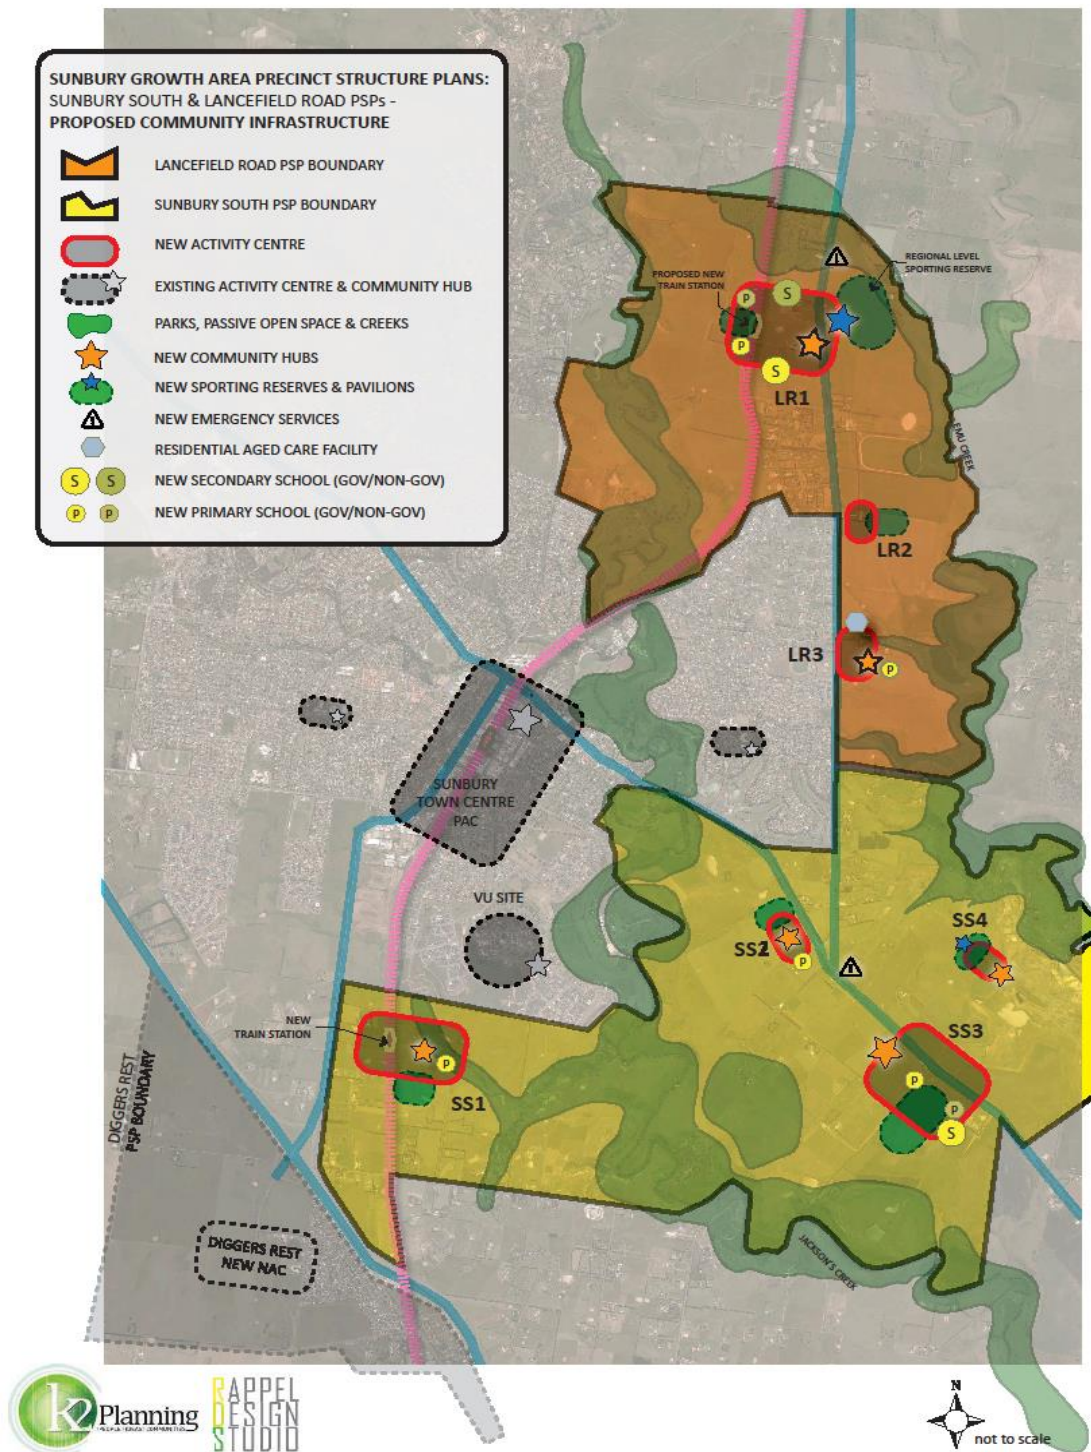 SUNBURY GROWTH AREA PRECINCT STRUCTURE PLANS:
SUNBURY SOUTH & LANCEFIELD ROAD PSPs -
PROPOSED COMMUNITY INFRASTRUCTURE
LANCEFIELD ROAD PSP BOUNDARY
SUNBURY SOUTH PSP BOUNDARY
NEW ACTIVITY CENTRE
EXISTING ACTIVITY CENTRE & COMMUNITY HUB
PARKS, PASSIVE OPEN SPACE & CREEKS
NEW COMMUNITY HUBS
NEW SPORTING RESERVES & PAVILIONS
NEW EMERGENCY SERVICES
RESIDENTIAL AGED CARE FACILITY
S S NEW SECONDARY SCHOOL (GOV/NON-GOV)
P P NEW PRIMARY SCHOOL (GOV/NON-GOV)
REGIONAL LEVEL
SPORTING RESERVE
PROPOSED NEW
TRAIN STATION
P
S
P
S
LR1
EMU CREEK
LR2
LR3
P
SUNBURY
TOWN CENTRE
PAC
VU SITE
P
SS4
NEW
TRAIN STATION
P
SS1
SS3
P
P
S
DIGGERS REST
PSP BOUNDARY
DIGGERS REST
NEW NAC
JACKSON'S CREEK
k2 Planning
RAPPEL
DESIGN
STUDIO
N
not to scale